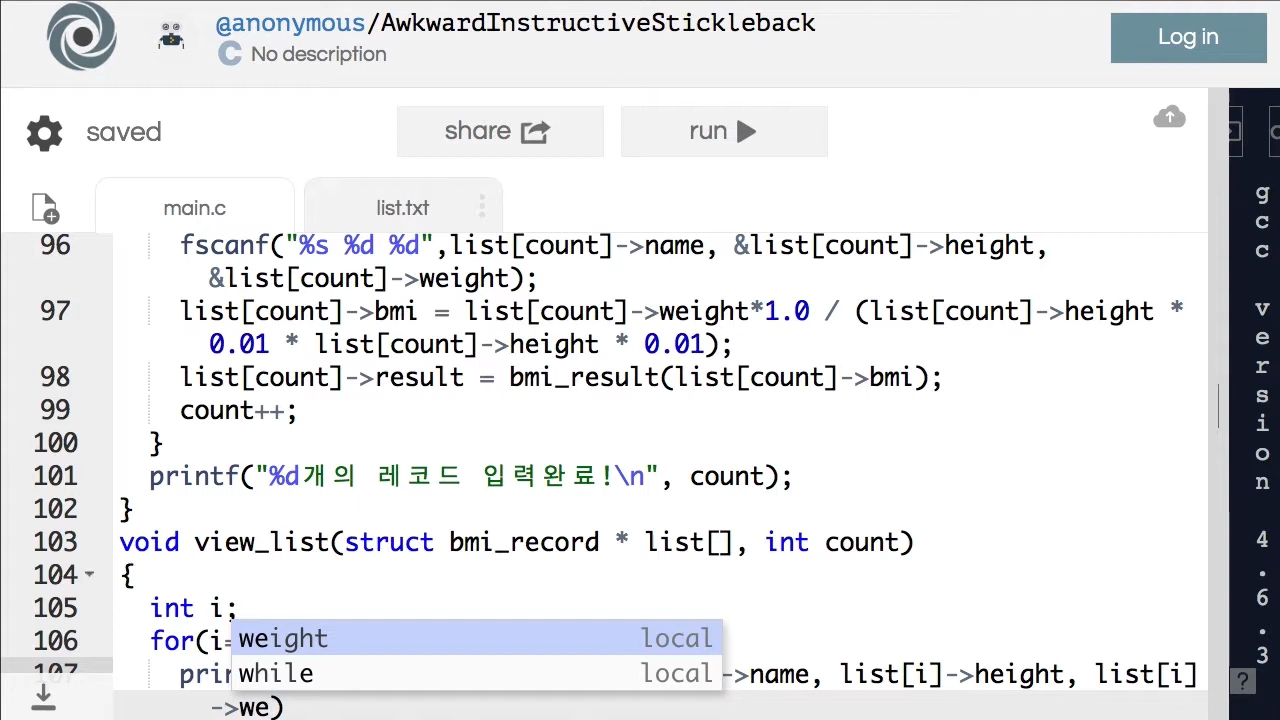 @anonymous/AwkwardInstructiveStickleback
C No description
Log in
saved
share
run
main.c
list.txt
96 fscanf("%s %d %d",list[count]->name, &list[count]->height,
&list[count]->weight);
97 list[count]->bmi = list[count]->weight*1.0 / (list[count]->height *
0.01 * list[count]->height * 0.01);
98 list[count]->result = bmi_result(list[count]->bmi);
99 count++;
100 }
101 printf("%d개의 레코드 입력완료!\n", count);
102 }
103 void view_list(struct bmi_record * list[], int count)
104 {
105 int i;
106 for(i=
weight local
while local
107 prin ->name, list[i]->height, list[i]
->we)
gcc version 4.6.3
?